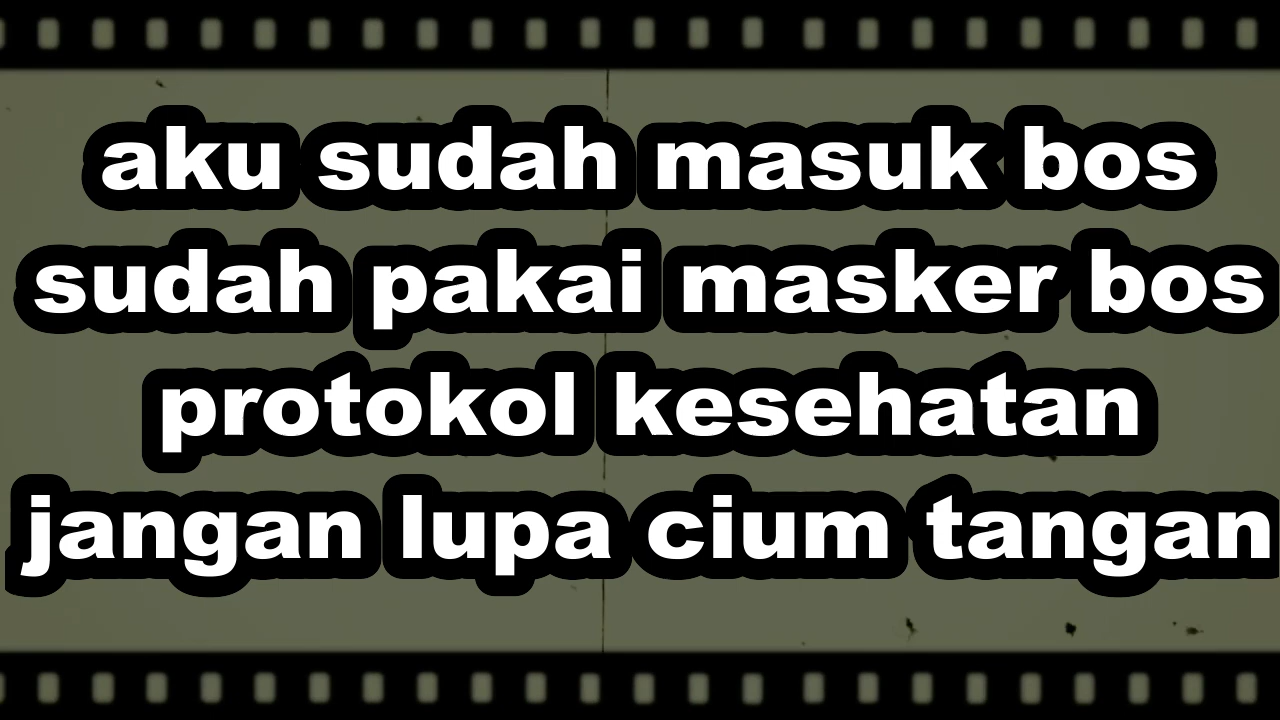 aku sudah masuk bos
sudah pakai masker bos
protokol kesehatan
jangan lupa cium tangan